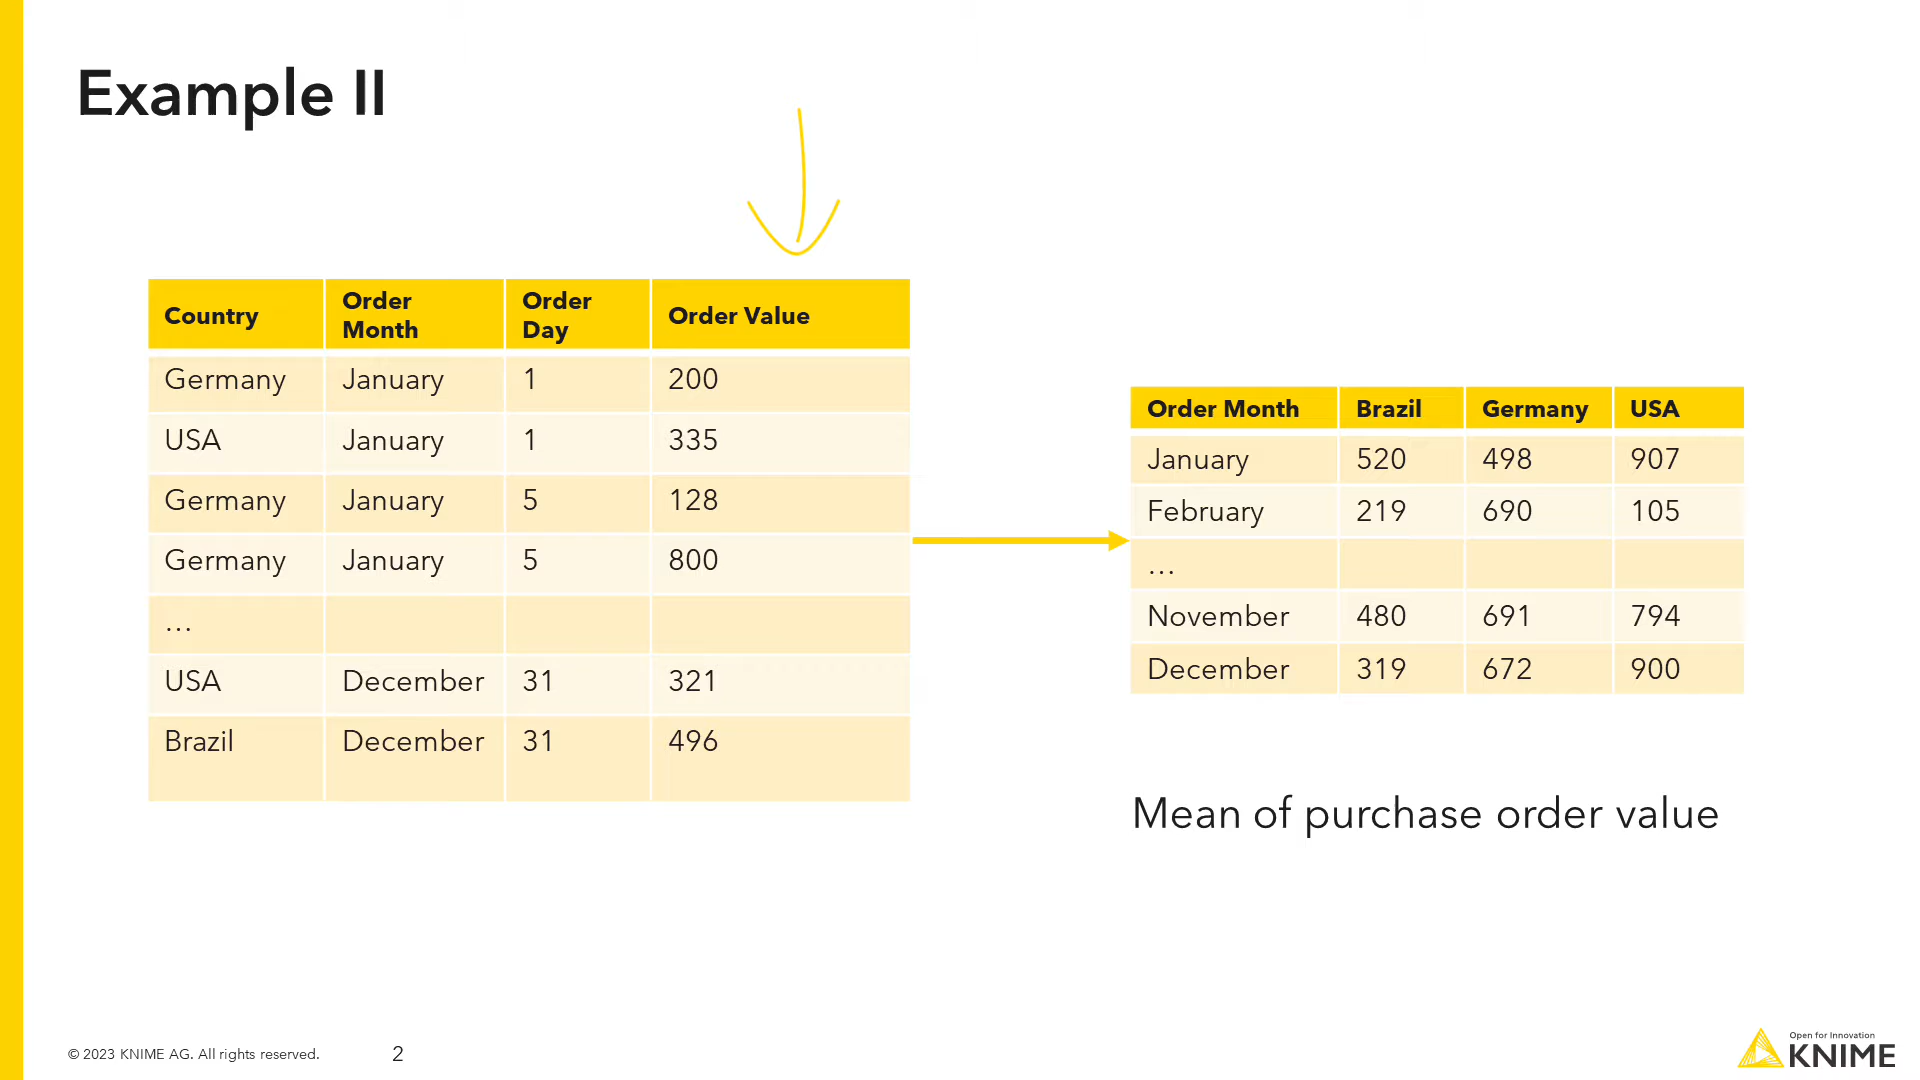 Example II
Country Order Month Order Day Order Value
Germany January 1 200
USA January 1 335
Germany January 5 128
Germany January 5 800
...
USA December 31 321
Brazil December 31 496
Order Month Brazil Germany USA
January 520 498 907
February 219 690 105
...
November 480 691 794
December 319 672 900
Mean of purchase order value
© 2023 KNIME AG. All rights reserved.
2
Open for Innovation
KNIME